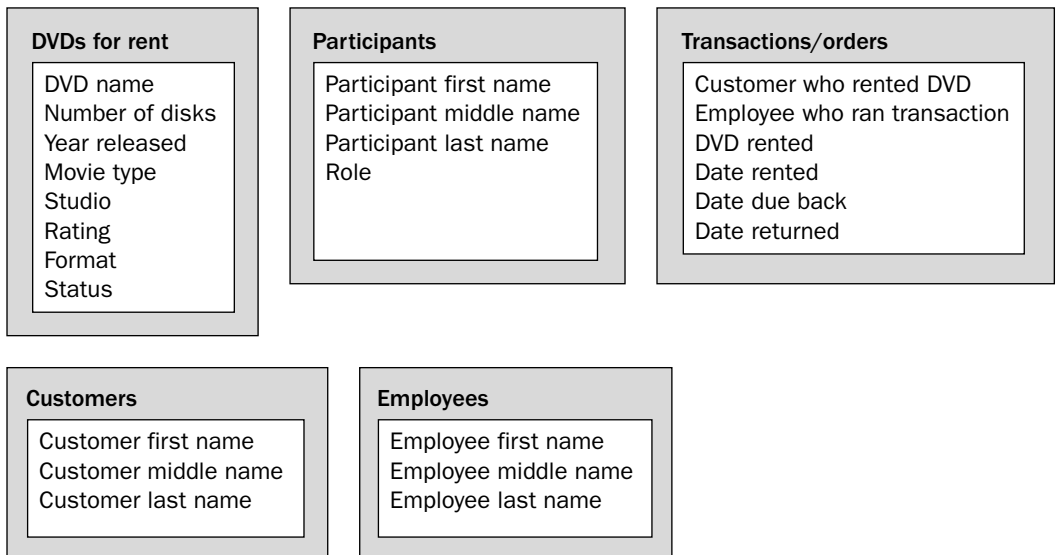 DVDs for rent
DVD name
Number of disks
Year released
Movie type
Studio
Rating
Format
Status
Participants
Participant first name
Participant middle name
Participant last name
Role
Transactions/orders
Customer who rented DVD
Employee who ran transaction
DVD rented
Date rented
Date due back
Date returned
Customers
Customer first name
Customer middle name
Customer last name
Employees
Employee first name
Employee middle name
Employee last name